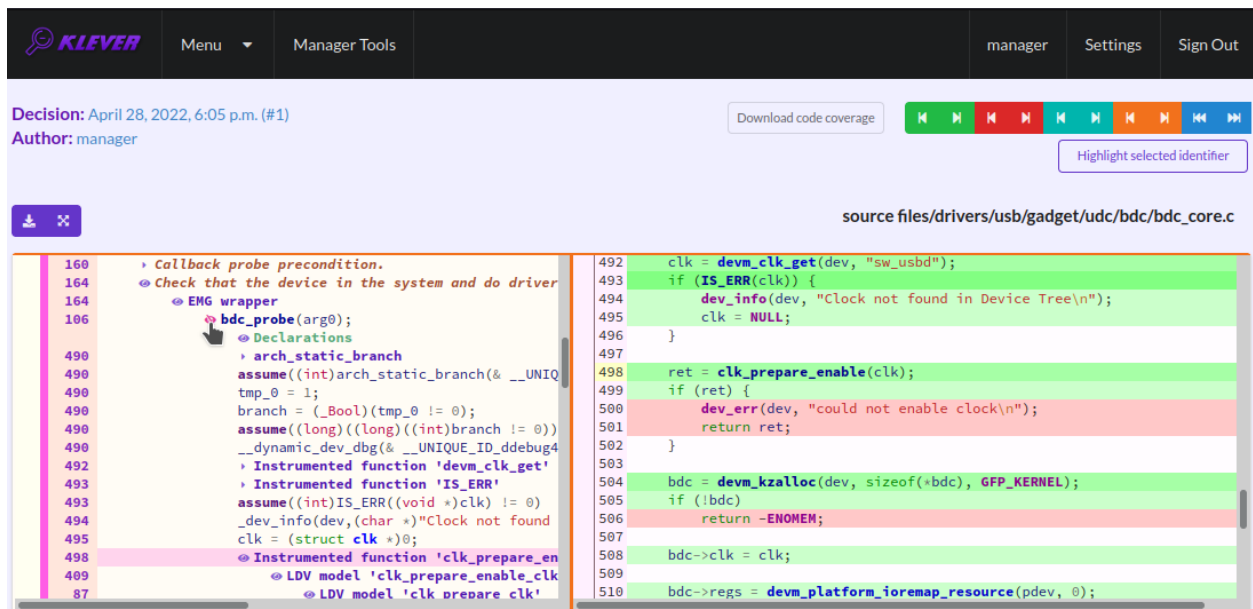 KLEVER Menu Manager Tools manager Settings Sign Out
Decision: April 28, 2022, 6:05 p.m. (#1)
Author: manager
Download code coverage
Highlight selected identifier
source files/drivers/usb/gadget/udc/bdc/bdc_core.c
160 Callback probe precondition.
164 Check that the device in the system and do driver
164 EMG wrapper
106 bdc_probe(arg0);
Declarations
490 arch_static_branch
490 assume((int)arch_static_branch(& __UNIQ
490 tmp_0 = 1;
490 branch = (_Bool)(tmp_0 != 0);
490 assume((long)((long)((int)branch != 0))
490 __dynamic_dev_dbg(& __UNIQUE_ID_ddebug4
492 Instrumented function 'devm_clk_get'
493 Instrumented function 'IS_ERR'
493 assume((int)IS_ERR((void *)clk) != 0)
494 _dev_info(dev,(char *)"Clock not found
495 clk = (struct clk *)0;
498 Instrumented function 'clk_prepare_en
409 LDV model 'clk_prepare_enable_clk
87 LDV model 'clk_prepare_clk'
492 clk = devm_clk_get(dev, "sw_usbd");
493 if (IS_ERR(clk)) {
494 dev_info(dev, "Clock not found in Device Tree\n");
495 clk = NULL;
496 }
497
498 ret = clk_prepare_enable(clk);
499 if (ret) {
500 dev_err(dev, "could not enable clock\n");
501 return ret;
502 }
503
504 bdc = devm_kzalloc(dev, sizeof(*bdc), GFP_KERNEL);
505 if (!bdc)
506 return -ENOMEM;
507
508 bdc->clk = clk;
509
510 bdc->regs = devm_platform_ioremap_resource(pdev, 0);